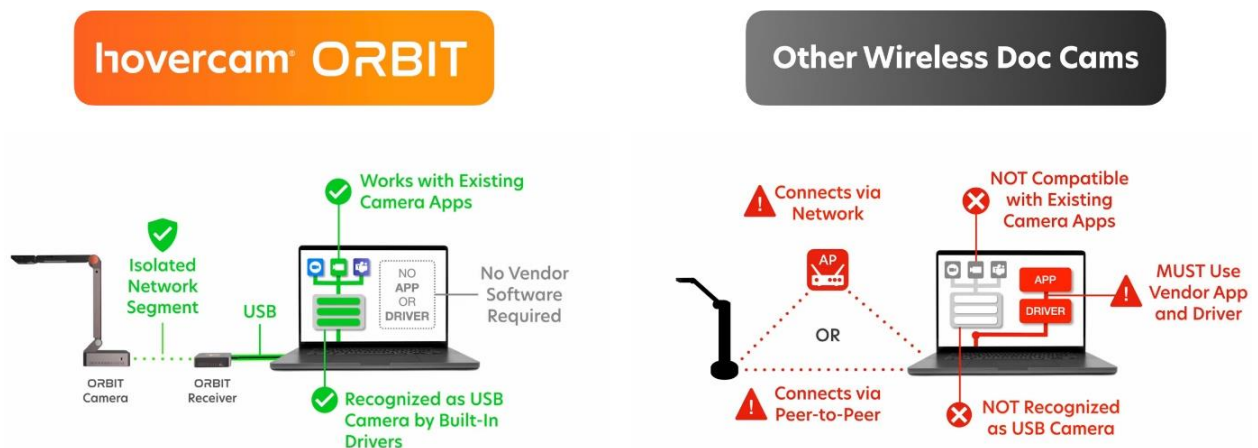 hovercam® ORBIT
Works with Existing
Camera Apps
Isolated
Network
Segment
USB
NO
APP
OR
DRIVER
No Vendor
Software
Required
ORBIT
Camera
ORBIT
Receiver
Recognized as USB
Camera by Built-In
Drivers
Other Wireless Doc Cams
Connects via
Network
NOT Compatible
with Existing
Camera Apps
AP
OR
APP
DRIVER
MUST Use
Vendor App
and Driver
Connects via
Peer-to-Peer
NOT Recognized
as USB Camera